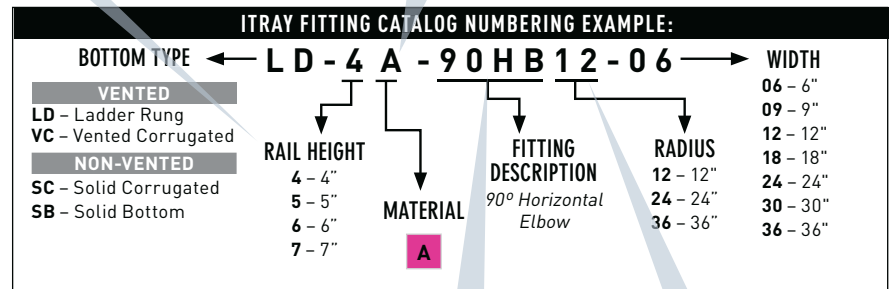 ITRAY FITTING CATALOG NUMBERING EXAMPLE:
BOTTOM TYPE
LD-4A-90HB12-06
WIDTH
VENTED
LD – Ladder Rung
VC – Vented Corrugated
NON-VENTED
SC – Solid Corrugated
SB – Solid Bottom
RAIL HEIGHT
4 – 4”
5 – 5”
6 – 6”
7 – 7”
MATERIAL
A
FITTING
DESCRIPTION
90º Horizontal
Elbow
RADIUS
12 – 12"
24 – 24”
36 – 36”
06 – 6"
09 – 9"
12 – 12"
18 – 18"
24 – 24"
30 – 30"
36 – 36"